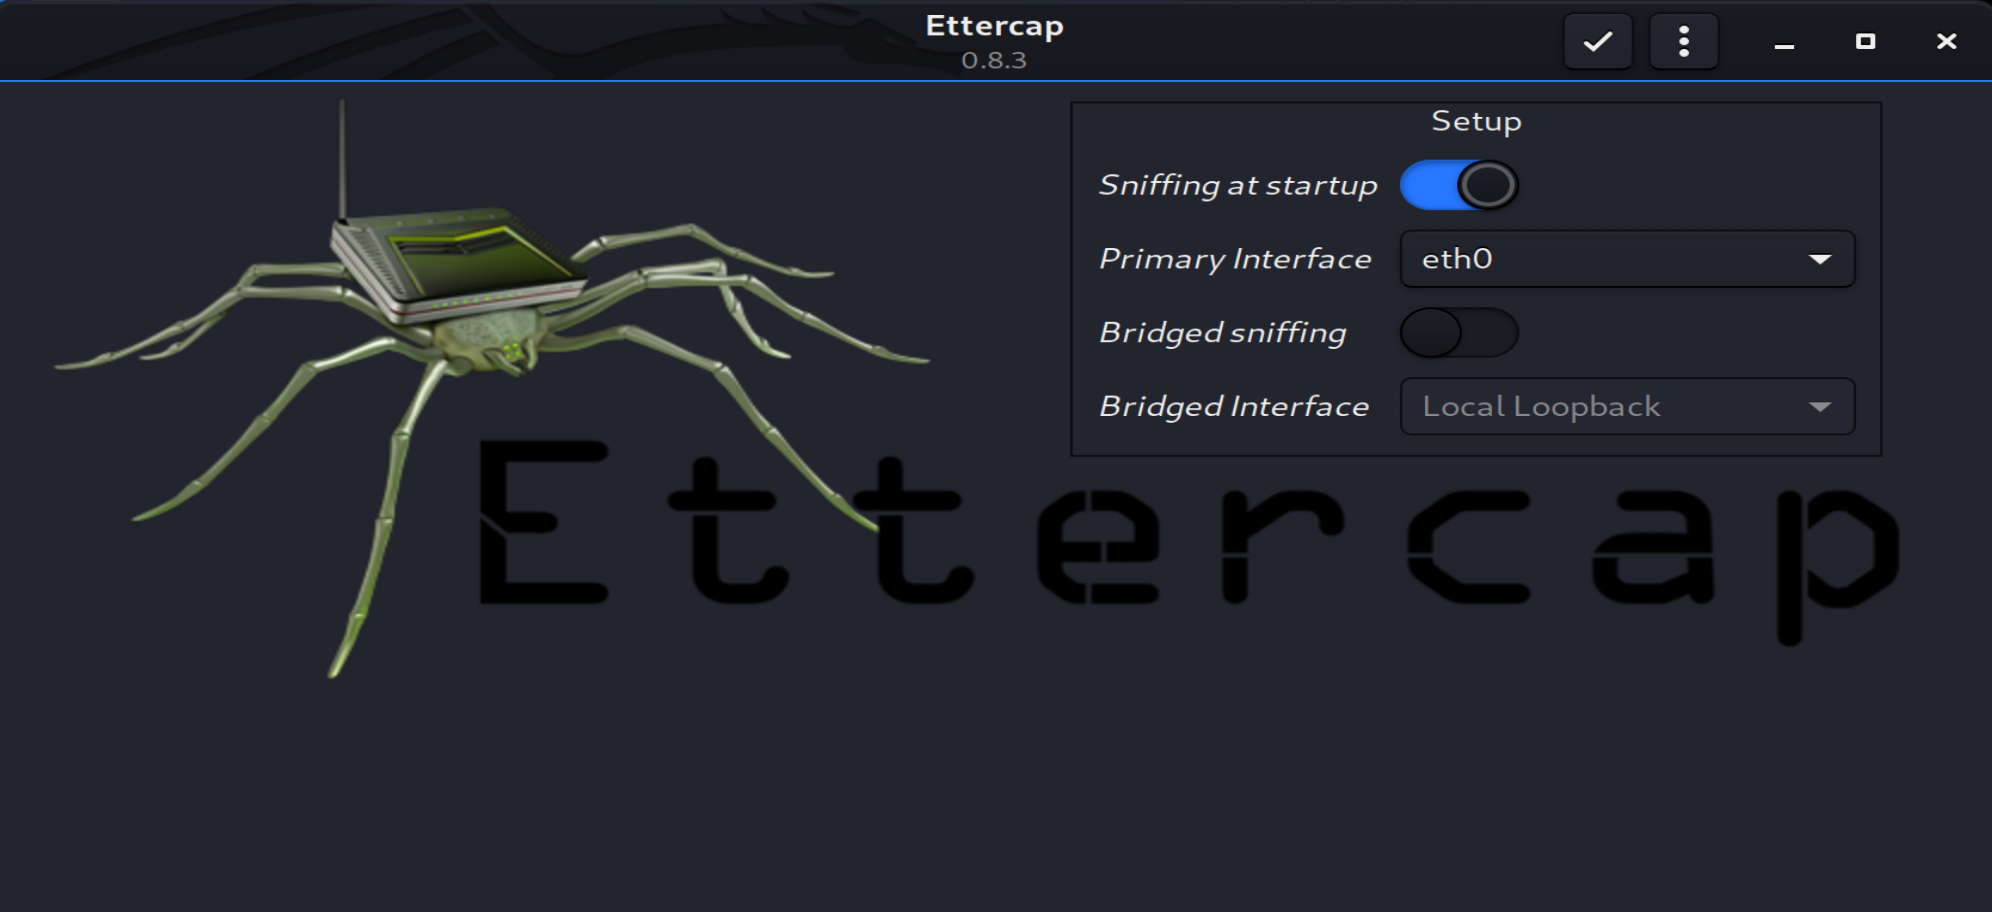 Ettercap
0.8.3
Setup
Sniffing at startup
Primary Interface eth0
Bridged sniffing
Bridged Interface Local Loopback
Ettercap